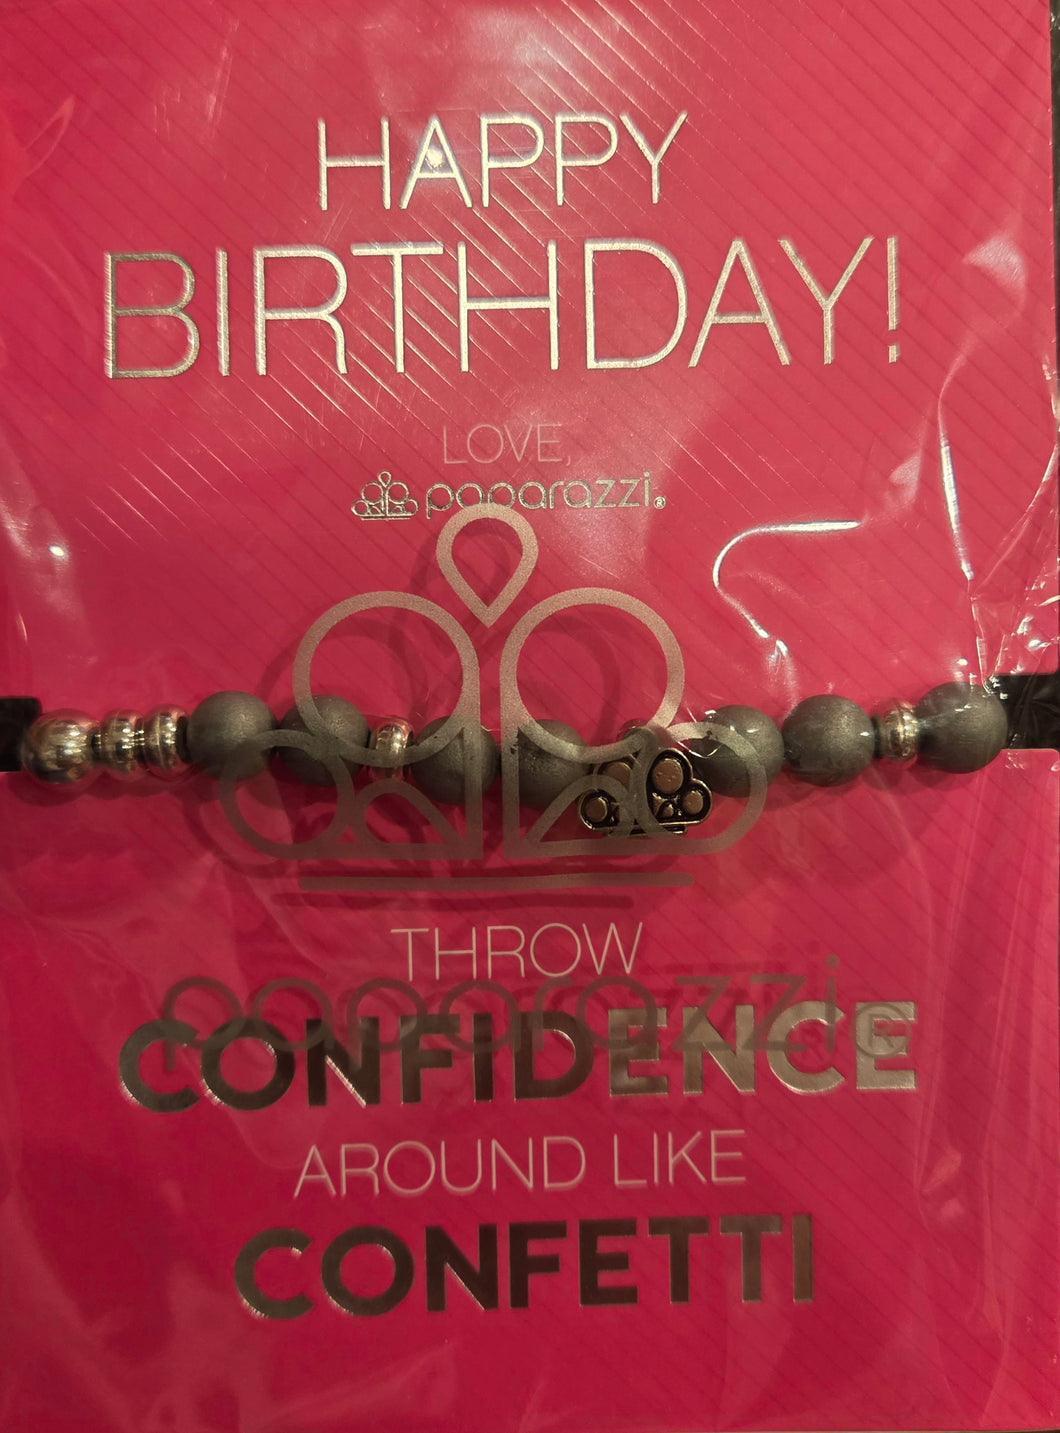 HAPPY
BIRTHDAY!
LOVE,
paparazzi®
THROW
paparazzi®
CONFIDENCE
AROUND LIKE
CONFETTI